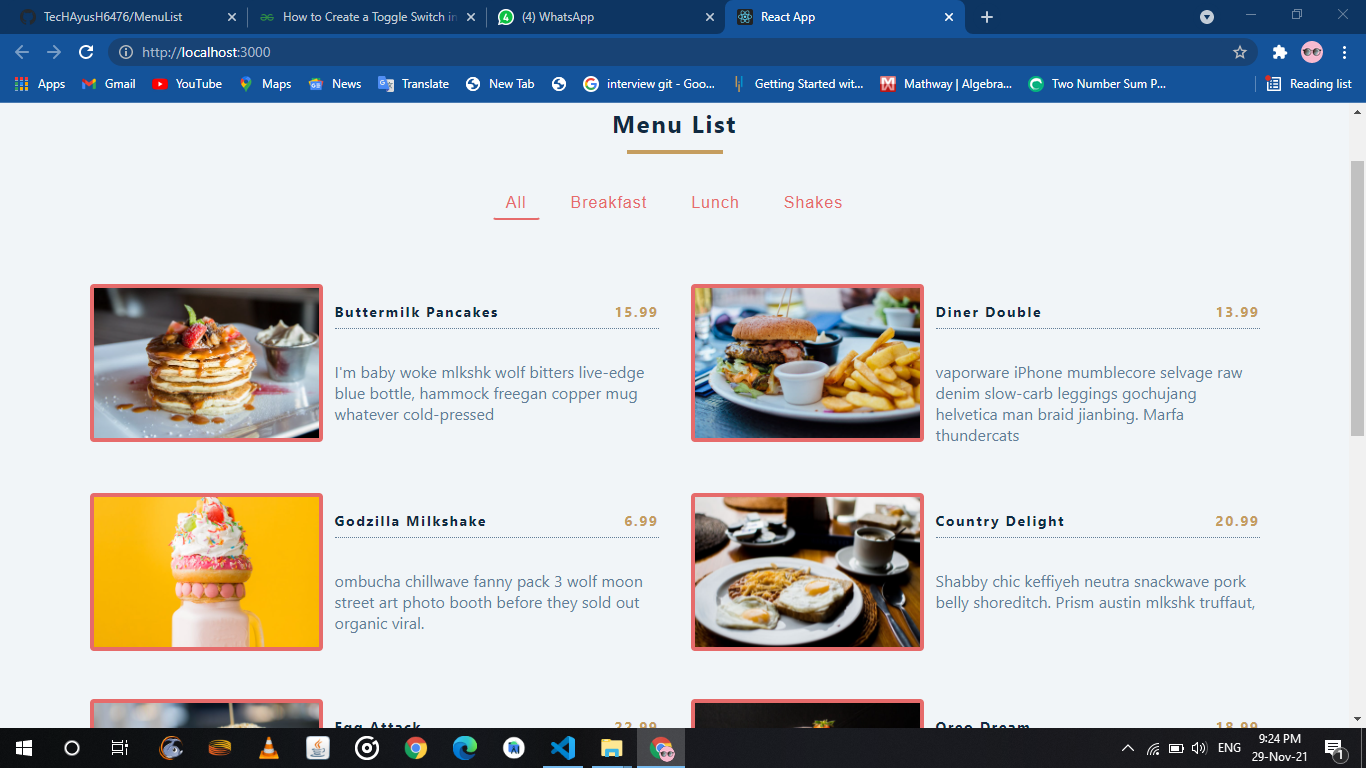 TecHAyusH6476/MenuList
How to Create a Toggle Switch in
(4) WhatsApp
React App
http://localhost:3000
Apps
Gmail
YouTube
Maps
News
Translate
New Tab
interview git - Goo...
Getting Started wit...
Mathway | Algebra...
Two Number Sum P...
Reading list
Menu List
All
Breakfast
Lunch
Shakes
Buttermilk Pancakes 15.99
I'm baby woke mlkshk wolf bitters live-edge
blue bottle, hammock freegan copper mug
whatever cold-pressed
Diner Double 13.99
vaporware iPhone mumblecore selvage raw
denim slow-carb leggings gochujang
helvetica man braid jianbing. Marfa
thundercats
Godzilla Milkshake 6.99
ombucha chillwave fanny pack 3 wolf moon
street art photo booth before they sold out
organic viral.
Country Delight 20.99
Shabby chic keffiyeh neutra snackwave pork
belly shoreditch. Prism austin mlkshk truffaut,
Egg Attack 22.99
Oreo Dream 18.99
ENG
9:24 PM
29-Nov-21
1